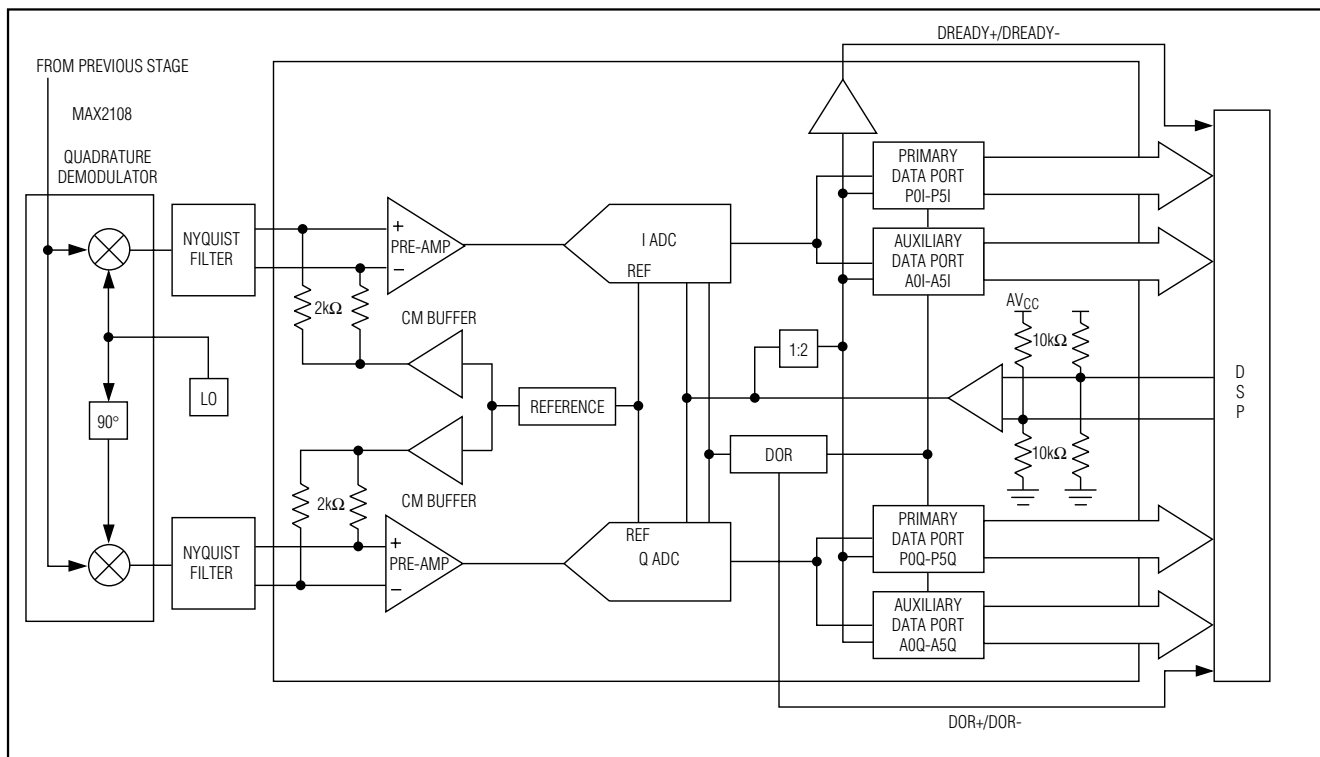 DREADY+/DREADY-
FROM PREVIOUS STAGE
MAX2108
QUADRATURE
DEMODULATOR
NYQUIST
FILTER
+
PRE-AMP
−
I ADC
REF
PRIMARY
DATA PORT
P0I-P5I
AUXILIARY
DATA PORT
A0I-A5I
2kΩ
CM BUFFER
LO
90°
REFERENCE
1:2
AVCC
10kΩ
10kΩ
D
S
P
CM BUFFER
2kΩ
DOR
NYQUIST
FILTER
+
PRE-AMP
−
REF
Q ADC
PRIMARY
DATA PORT
P0Q-P5Q
AUXILIARY
DATA PORT
A0Q-A5Q
DOR+/DOR-